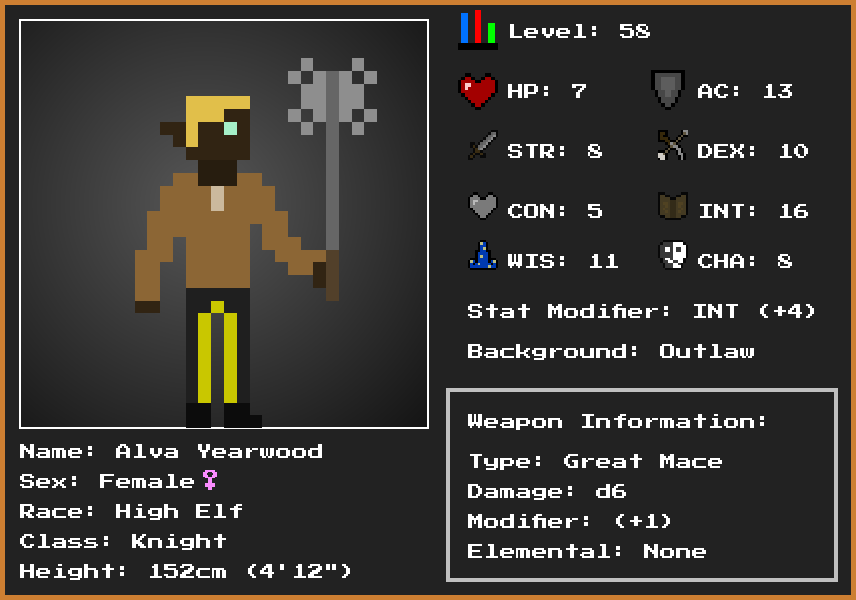 Level: 58
HP: 7
AC: 13
STR: 8
DEX: 10
CON: 5
INT: 16
WIS: 11
CHA: 8
Stat Modifier: INT (+4)
Background: Outlaw
Weapon Information:
Type: Great Mace
Damage: d6
Modifier: (+1)
Elemental: None
Name: Alva Yearwood
Sex: Female♀
Race: High Elf
Class: Knight
Height: 152cm (4'12")